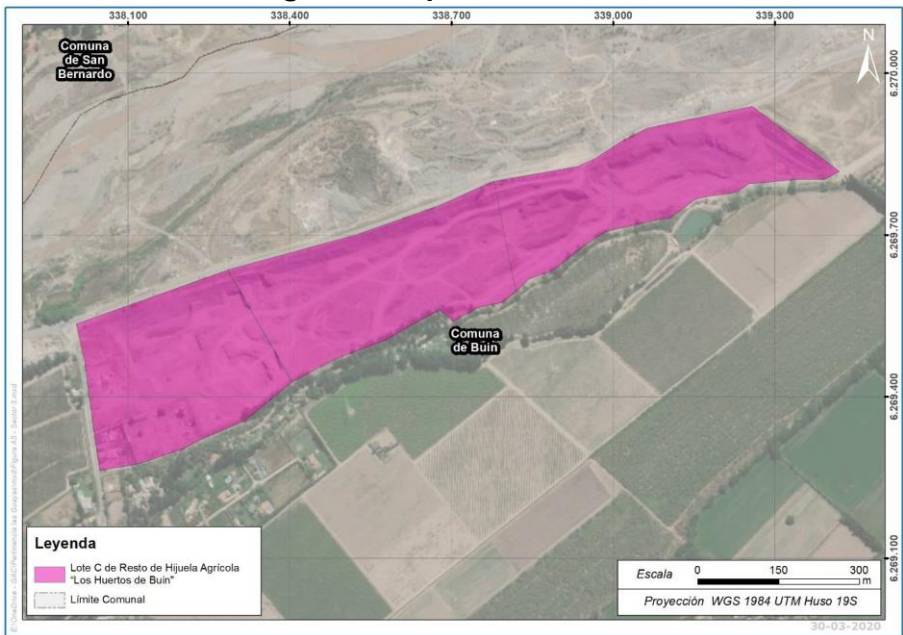 338.100 338.400 338.700 339.000 339.300
Comuna
de San
Bernardo
N
6.270.000
6.269.700
Comuna
de Buin
6.269.400
6.269.100
Leyenda
Lote C de Resto de Hijuela Agrícola
"Los Huertos de Buin"
Límite Comunal
Escala 0 150 300
m
Proyección WGS 1984 UTM Huso 19S
30-03-2020